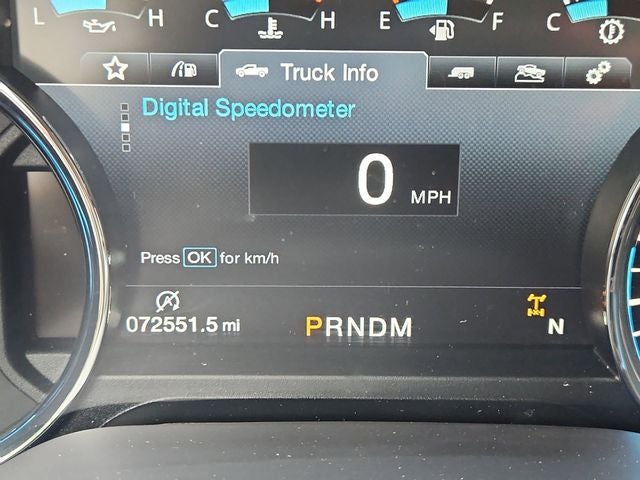 L H C H E F C
Truck Info
Digital Speedometer
0 MPH
Press OK for km/h
072551.5 mi PRNDM N